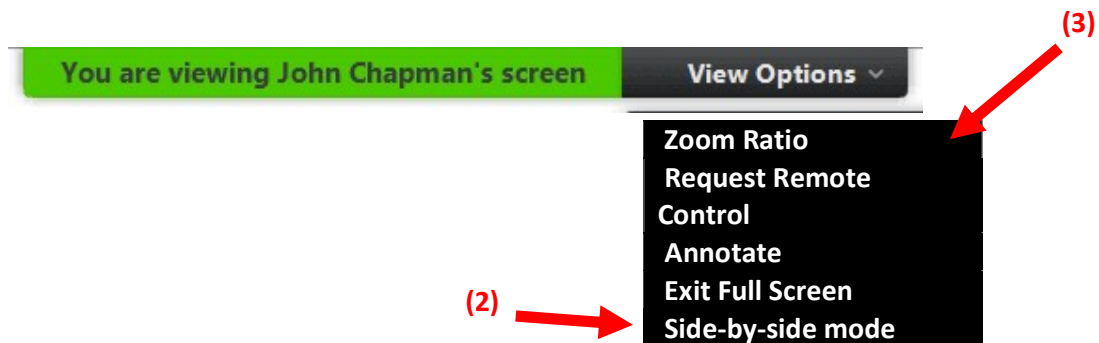 (3)
You are viewing John Chapman's screen View Options
Zoom Ratio
Request Remote
Control
Annotate
Exit Full Screen
(2)
Side-by-side mode